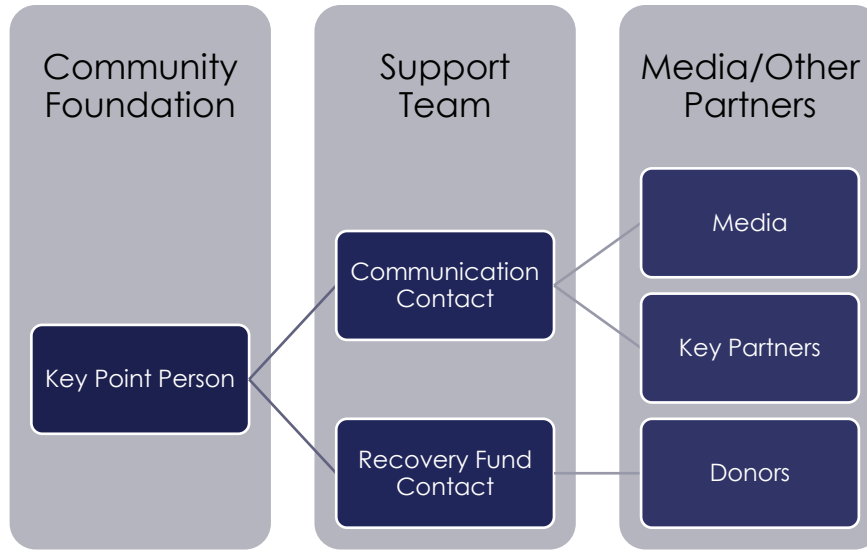 Community
Foundation
Support
Team
Media/Other
Partners
Key Point Person
Communication
Contact
Recovery Fund
Contact
Media
Key Partners
Donors